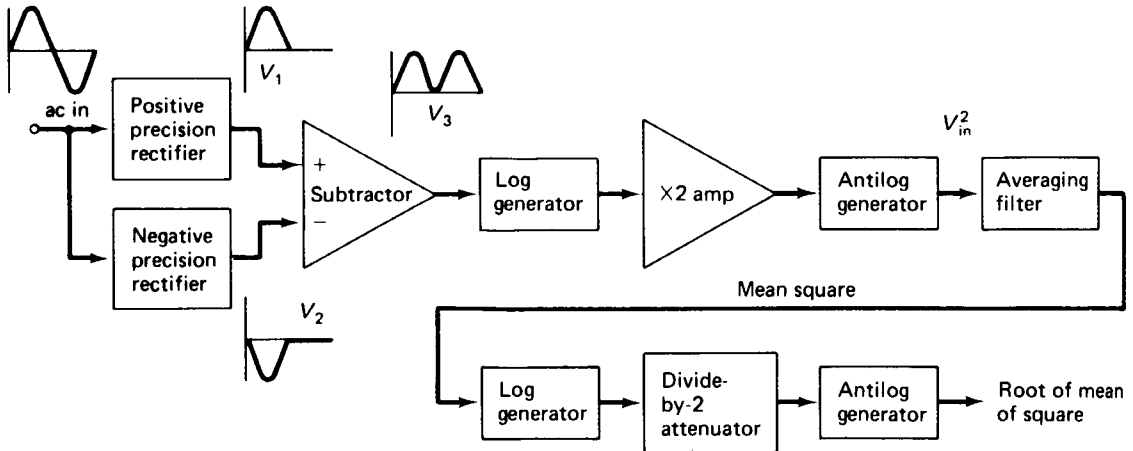 V1
V3
V2in
ac in
Positive
precision
rectifier
+
Subtractor
−
Log
generator
×2 amp
Antilog
generator
Averaging
filter
Negative
precision
rectifier
V2
Mean square
Log
generator
Divide-
by-2
attenuator
Antilog
generator
Root of mean
of square